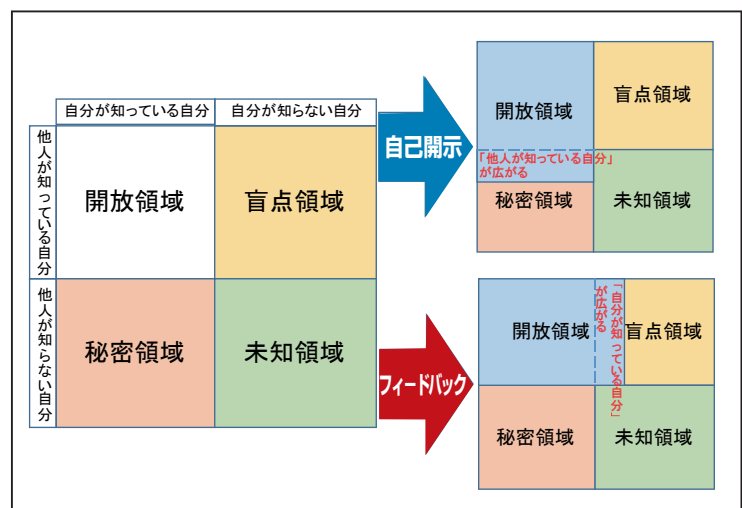 自分が知っている自分
自分が知らない自分
他人が知っている自分
他人が知らない自分
開放領域
盲点領域
秘密領域
未知領域
自己開示
開放領域
盲点領域
「他人が知っている自分」
が広がる
秘密領域
未知領域
フィードバック
開放領域
「自分が知っている自分」
が広がる
盲点領域
秘密領域
未知領域